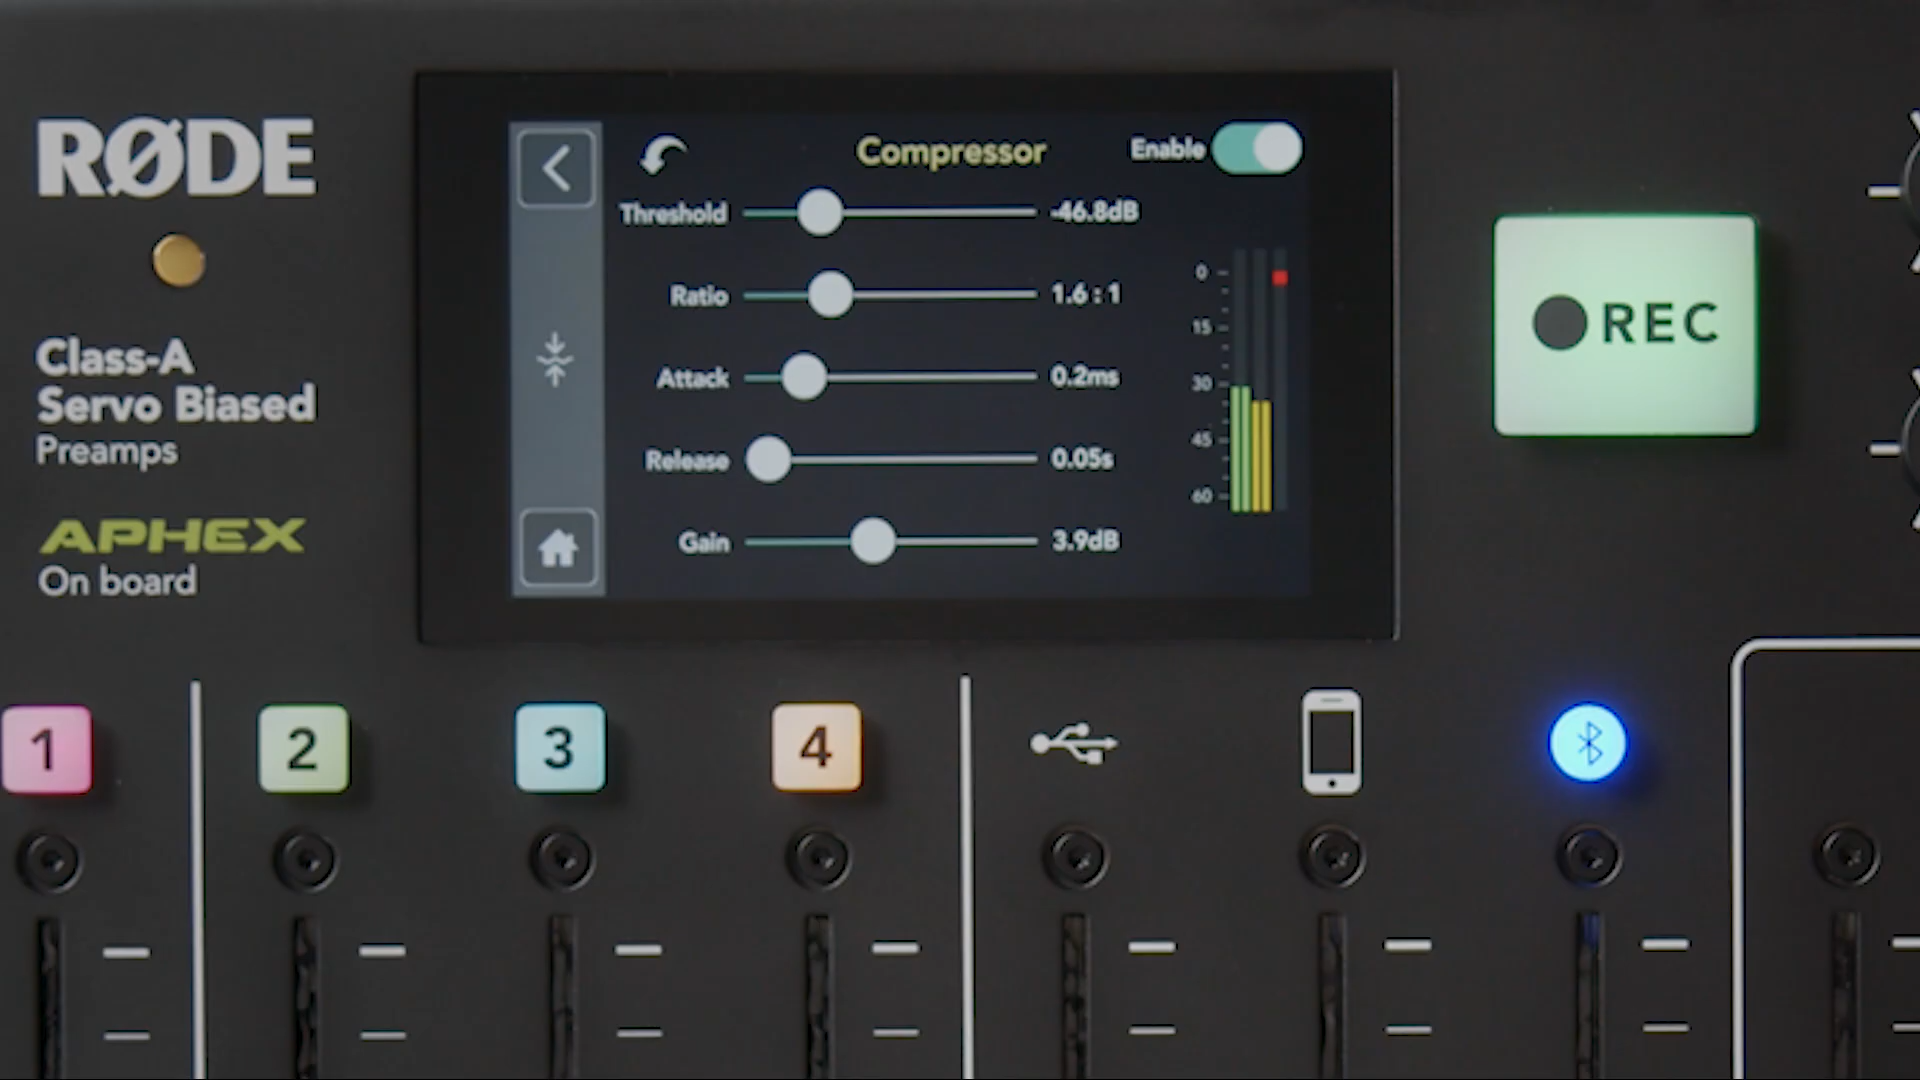 RØDE
Class-A
Servo Biased
Preamps
APHEX
On board
Compressor
Enable
Threshold -46.8dB
Ratio 1.6 : 1
Attack 0.2ms
Release 0.05s
Gain 3.9dB
0
15
30
45
60
REC
1 2 3 4